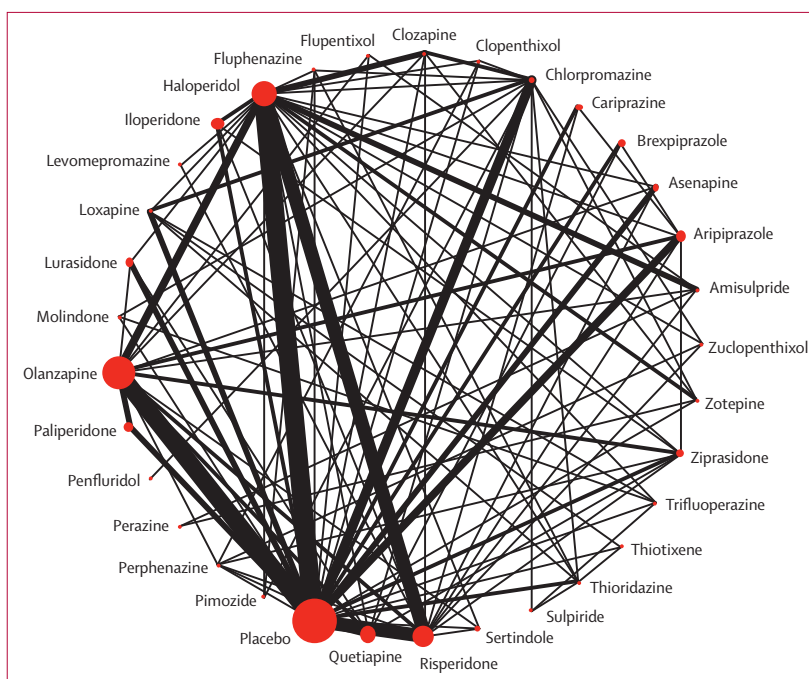 Clozapine
Flupentixol
Clopenthixol
Fluphenazine
Chlorpromazine
Haloperidol
Cariprazine
Iloperidone
Brexpiprazole
Levomepromazine
Asenapine
Loxapine
Aripiprazole
Lurasidone
Amisulpride
Molindone
Zuclopenthixol
Olanzapine
Zotepine
Paliperidone
Ziprasidone
Penfluridol
Trifluoperazine
Perazine
Thiotixene
Perphenazine
Thioridazine
Pimozide
Sulpiride
Placebo
Sertindole
Quetiapine
Risperidone